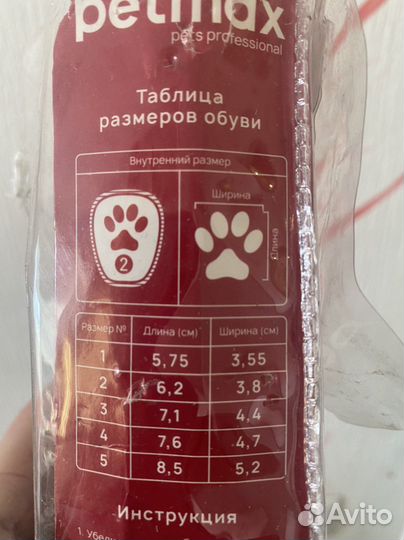 petmax
pets professional
Таблица
размеров обуви
Внутренний размер
Ширина
Длина
2
Размер № Длина (см) Ширина (см)
1 5,75 3,55
2 6,2 3,8
3 7,1 4,4
4 7,6 4,7
5 8,5 5,2
Инструкция
1. Убе
Avito